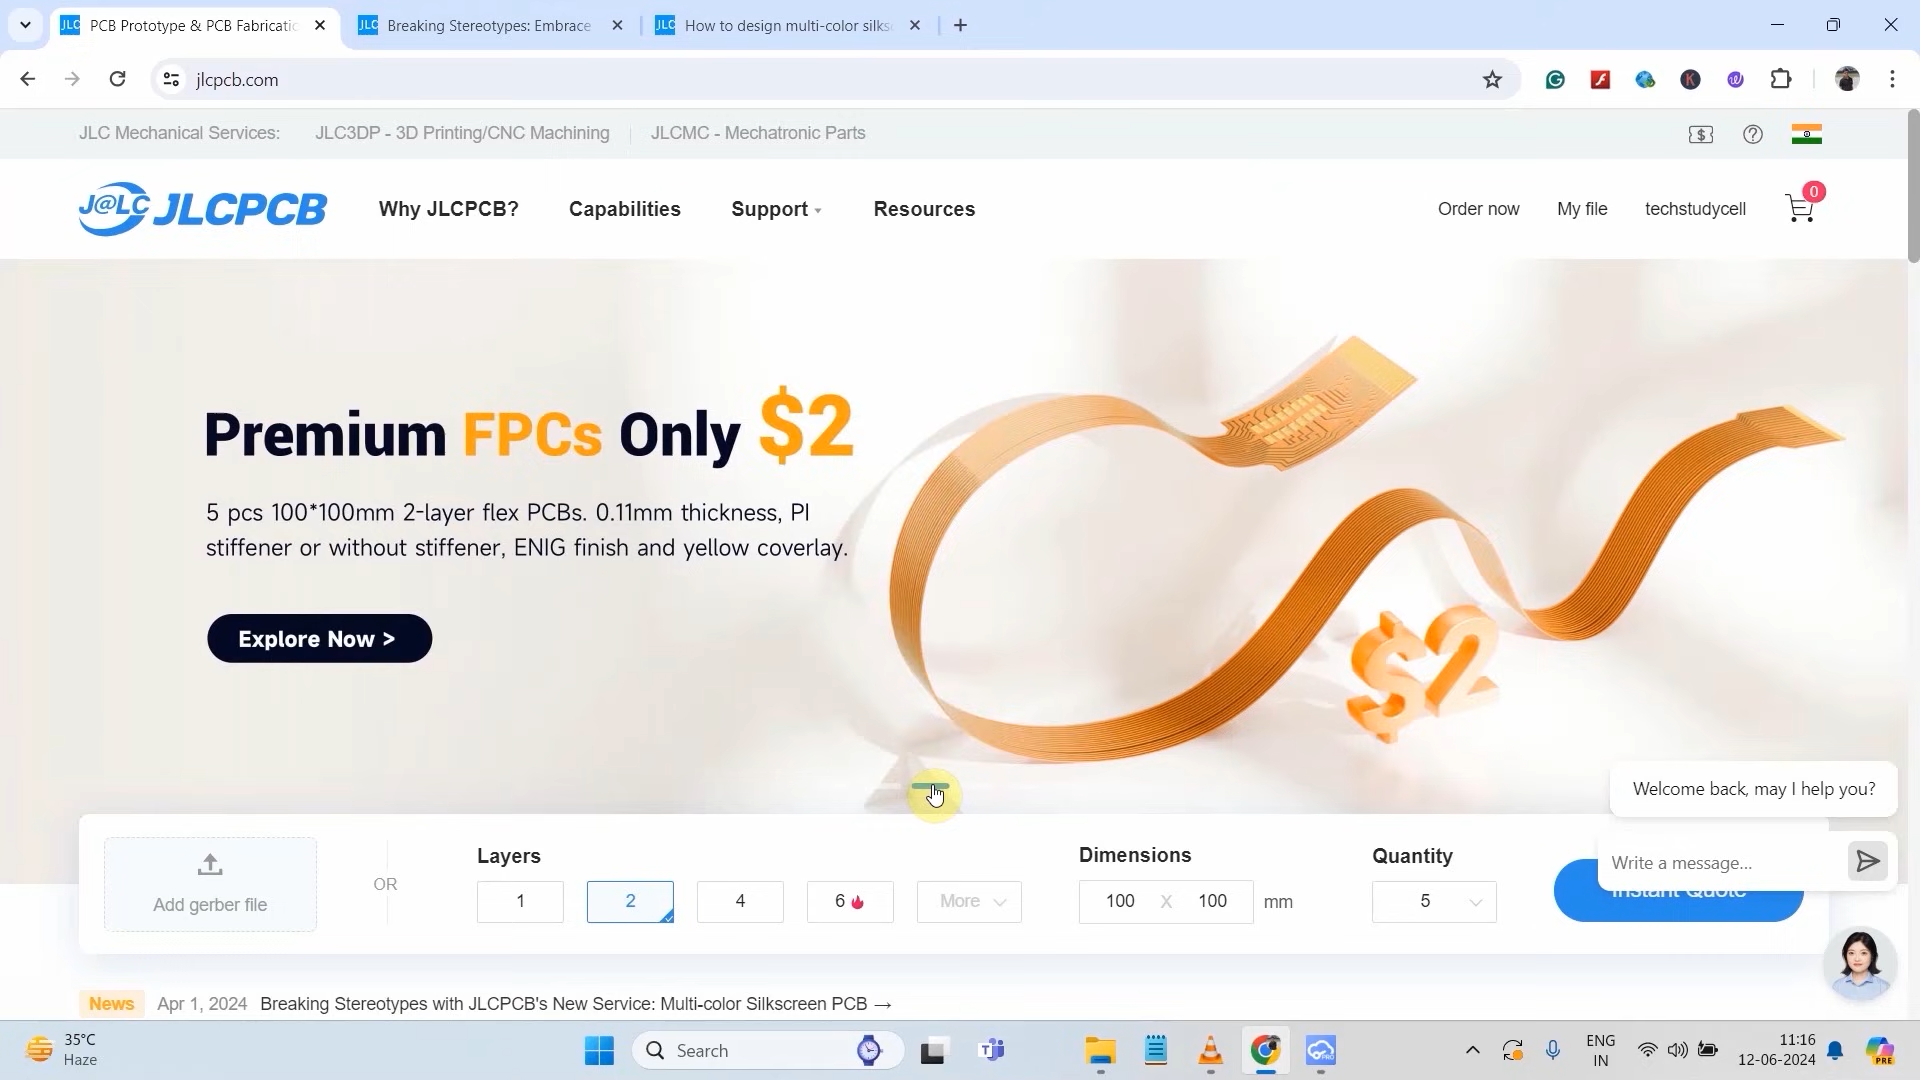 PCB Prototype & PCB Fabricatic
Breaking Stereotypes: Embrace
How to design multi-color silks
jlcpcb.com
JLC Mechanical Services:
JLC3DP - 3D Printing/CNC Machining
JLCMC - Mechatronic Parts
J@LC JLCPCB
Why JLCPCB?
Capabilities
Support
Resources
Order now
My file
techstudycell
0
Premium FPCs Only $2
5 pcs 100*100mm 2-layer flex PCBs. 0.11mm thickness, PI
stiffener or without stiffener, ENIG finish and yellow coverlay.
Explore Now >
$2
Welcome back, may I help you?
Write a message...
Add gerber file
OR
Layers
1
2
4
6
More
Dimensions
100 X 100 mm
Quantity
5
Instant Quote
News Apr 1, 2024 Breaking Stereotypes with JLCPCB's New Service: Multi-color Silkscreen PCB →
35°C
Haze
Search
ENG
IN
11:16
12-06-2024
PRE